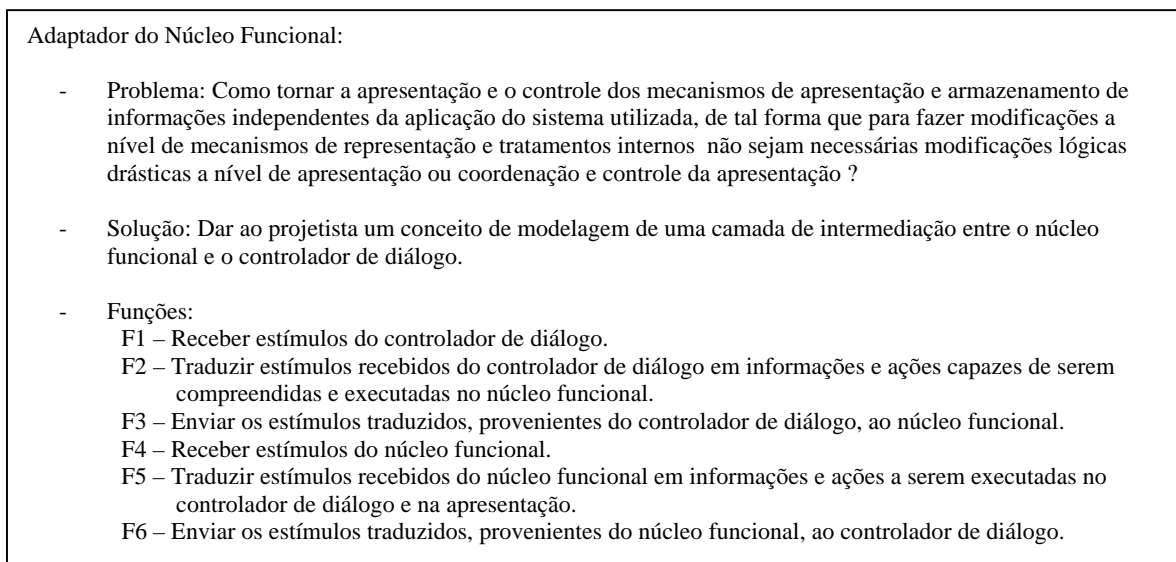 Adaptador do Núcleo Funcional:
- Problema: Como tornar a apresentação e o controle dos mecanismos de apresentação e armazenamento de
informações independentes da aplicação do sistema utilizada, de tal forma que para fazer modificações a
nível de mecanismos de representação e tratamentos internos não sejam necessárias modificações lógicas
drásticas a nível de apresentação ou coordenação e controle da apresentação ?
- Solução: Dar ao projetista um conceito de modelagem de uma camada de intermediação entre o núcleo
funcional e o controlador de diálogo.
- Funções:
F1 – Receber estímulos do controlador de diálogo.
F2 – Traduzir estímulos recebidos do controlador de diálogo em informações e ações capazes de serem
compreendidas e executadas no núcleo funcional.
F3 – Enviar os estímulos traduzidos, provenientes do controlador de diálogo, ao núcleo funcional.
F4 – Receber estímulos do núcleo funcional.
F5 – Traduzir estímulos recebidos do núcleo funcional em informações e ações a serem executadas no
controlador de diálogo e na apresentação.
F6 – Enviar os estímulos traduzidos, provenientes do núcleo funcional, ao controlador de diálogo.